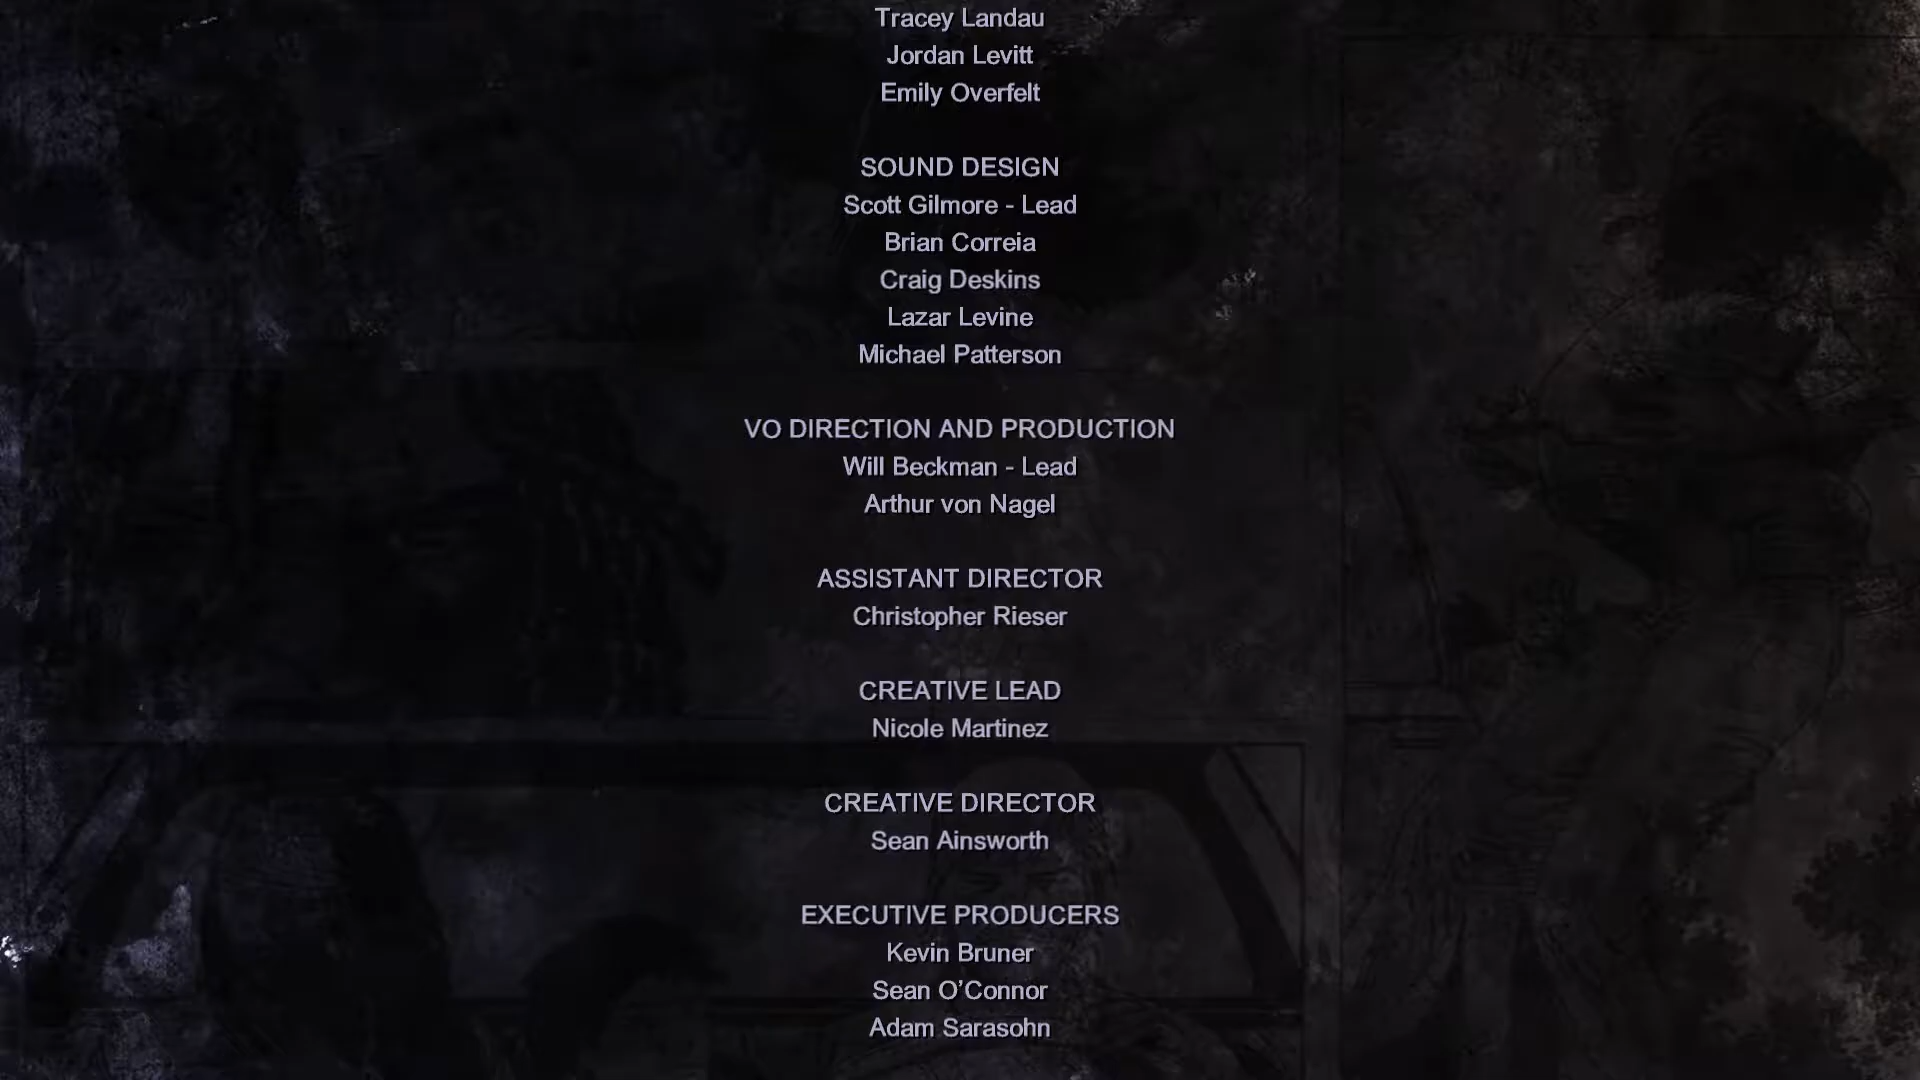 Tracey Landau
Jordan Levitt
Emily Overfelt
SOUND DESIGN
Scott Gilmore - Lead
Brian Correia
Craig Deskins
Lazar Levine
Michael Patterson
VO DIRECTION AND PRODUCTION
Will Beckman - Lead
Arthur von Nagel
ASSISTANT DIRECTOR
Christopher Rieser
CREATIVE LEAD
Nicole Martinez
CREATIVE DIRECTOR
Sean Ainsworth
EXECUTIVE PRODUCERS
Kevin Bruner
Sean O’Connor
Adam Sarasohn